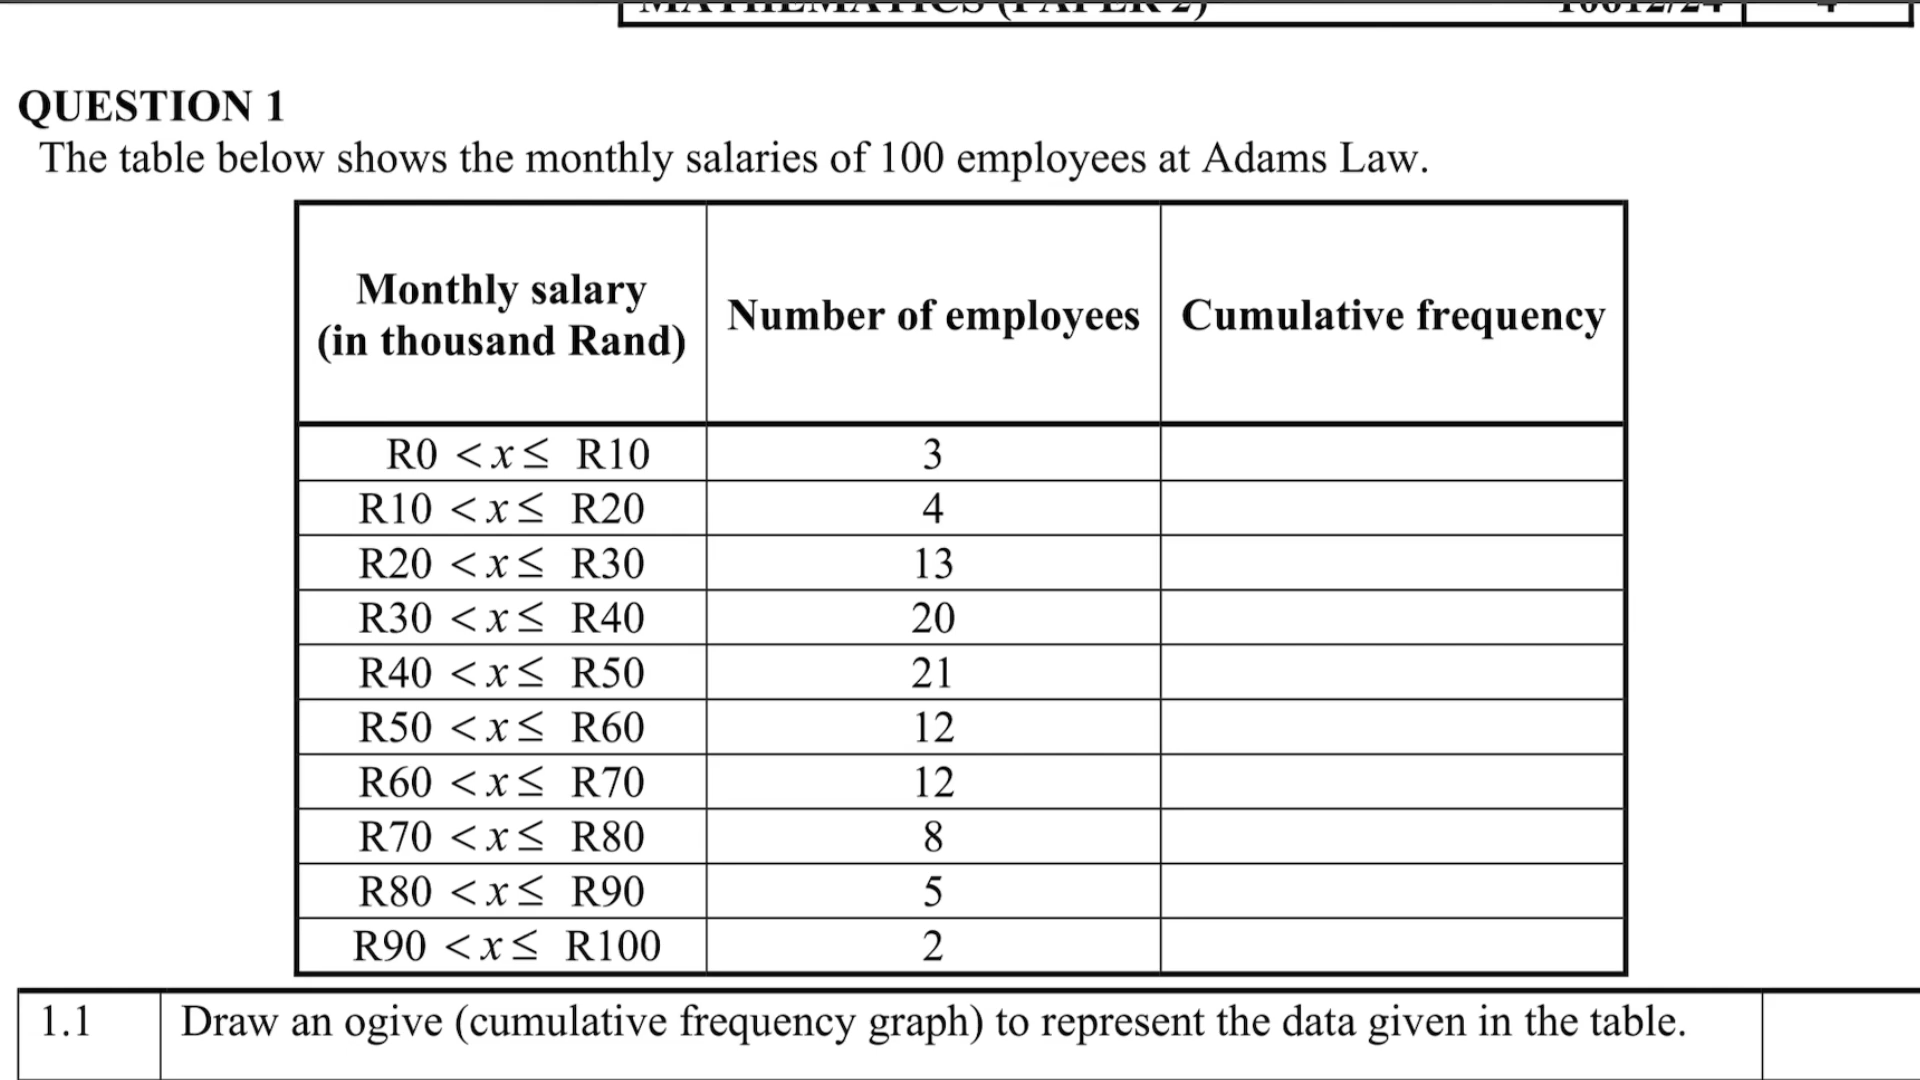 QUESTION 1
The table below shows the monthly salaries of 100 employees at Adams Law.
Monthly salary
(in thousand Rand)
Number of employees
Cumulative frequency
R0 < x ≤ R10 3
R10 < x ≤ R20 4
R20 < x ≤ R30 13
R30 < x ≤ R40 20
R40 < x ≤ R50 21
R50 < x ≤ R60 12
R60 < x ≤ R70 12
R70 < x ≤ R80 8
R80 < x ≤ R90 5
R90 < x ≤ R100 2
1.1 Draw an ogive (cumulative frequency graph) to represent the data given in the table.